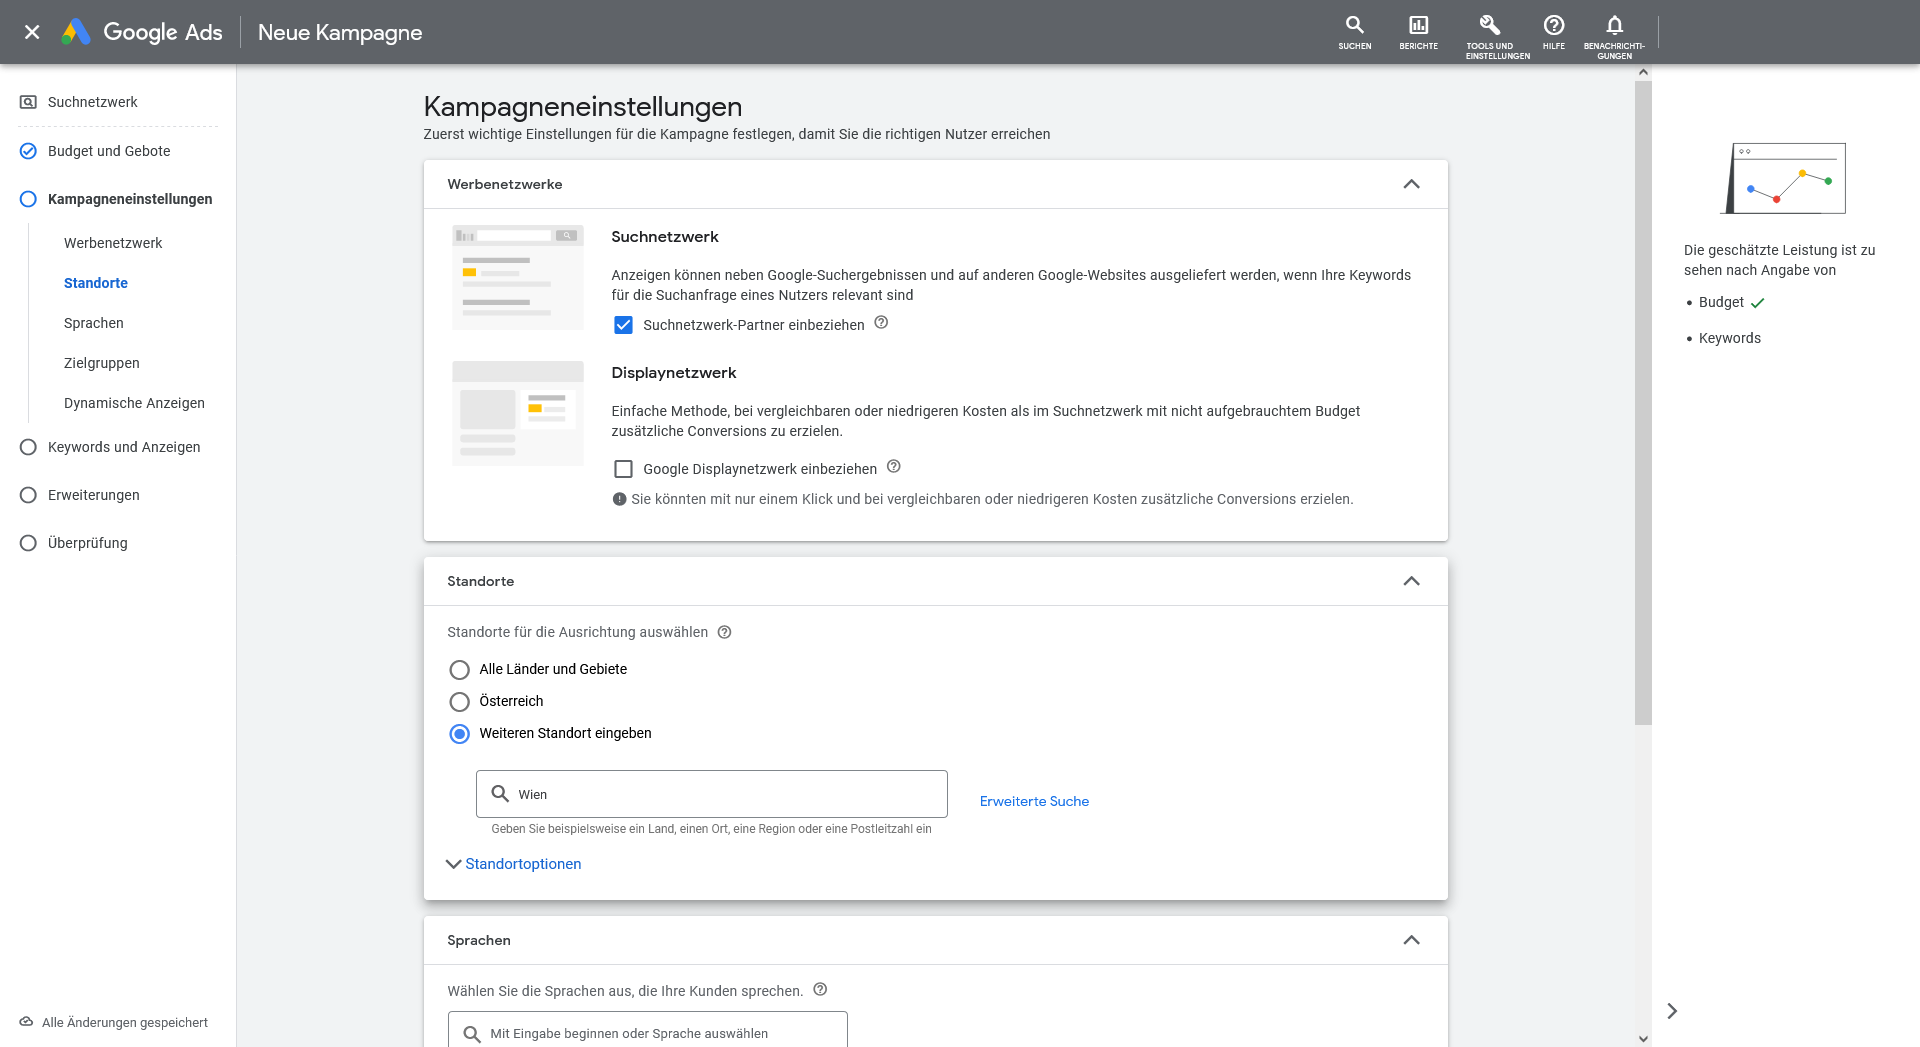 Google Ads
Neue Kampagne
SUCHEN
BERICHTE
TOOLS UND
EINSTELLUNGEN
HILFE
BENACHRICHTI-
GUNGEN
Suchnetzwerk
Budget und Gebote
Kampagneneinstellungen
Werbenetzwerk
Standorte
Sprachen
Zielgruppen
Dynamische Anzeigen
Keywords und Anzeigen
Erweiterungen
Überprüfung
Alle Änderungen gespeichert
Kampagneneinstellungen
Zuerst wichtige Einstellungen für die Kampagne festlegen, damit Sie die richtigen Nutzer erreichen
Werbenetzwerke
Suchnetzwerk
Anzeigen können neben Google-Suchergebnissen und auf anderen Google-Websites ausgeliefert werden, wenn Ihre Keywords
für die Suchanfrage eines Nutzers relevant sind
Suchnetzwerk-Partner einbeziehen
Displaynetzwerk
Einfache Methode, bei vergleichbaren oder niedrigeren Kosten als im Suchnetzwerk mit nicht aufgebrauchtem Budget
zusätzliche Conversions zu erzielen.
Google Displaynetzwerk einbeziehen
Sie könnten mit nur einem Klick und bei vergleichbaren oder niedrigeren Kosten zusätzliche Conversions erzielen.
Standorte
Standorte für die Ausrichtung auswählen
Alle Länder und Gebiete
Österreich
Weiteren Standort eingeben
Wien
Erweiterte Suche
Geben Sie beispielsweise ein Land, einen Ort, eine Region oder eine Postleitzahl ein
Standortoptionen
Sprachen
Wählen Sie die Sprachen aus, die Ihre Kunden sprechen.
Mit Eingabe beginnen oder Sprache auswählen
Die geschätzte Leistung ist zu
sehen nach Angabe von
• Budget
• Keywords